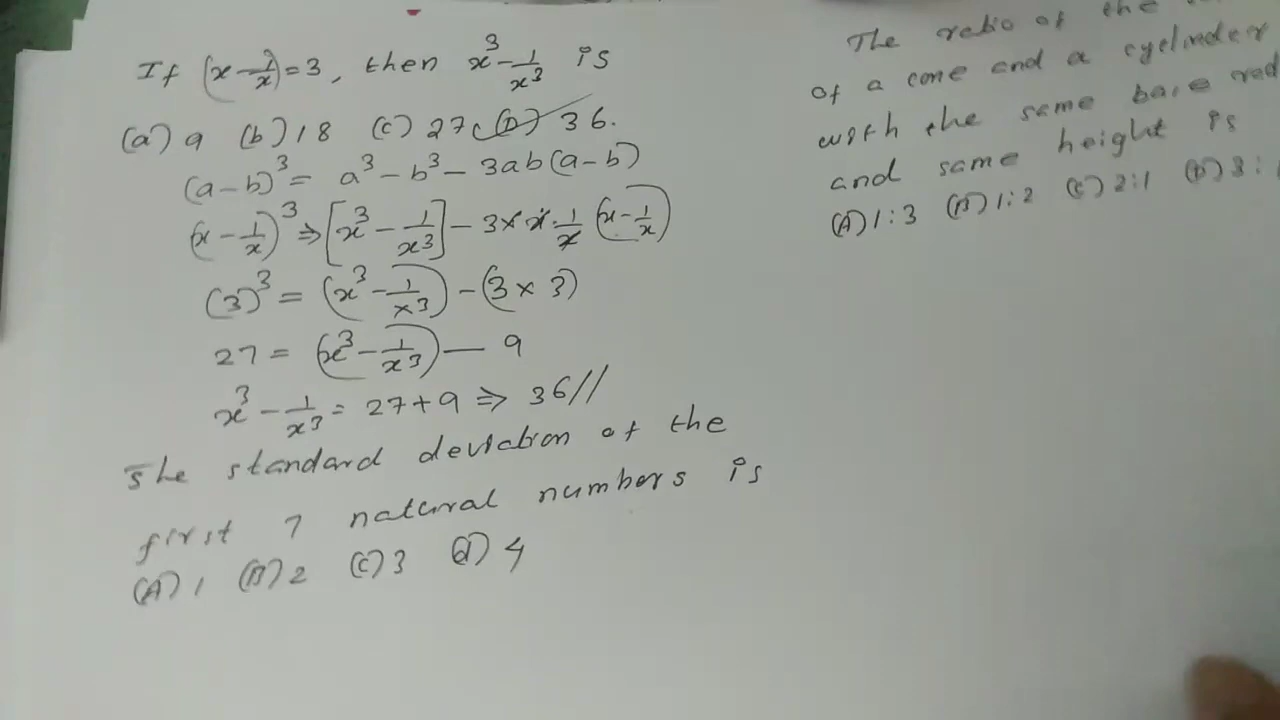 If (x - 1/x) = 3, then x³ - 1/x³ is
(a) 9 (b) 18 (c) 27 (D) 36.
(a-b)³ = a³ - b³ - 3ab(a-b)
(x - 1/x)³ ⇒ [x³ - 1/x³] - 3 × x · 1/x (x - 1/x)
(3)³ = (x³ - 1/x³) - (3 × 3)
27 = (x³ - 1/x³) - 9
x³ - 1/x³ = 27 + 9 ⇒ 36//
The standard deviation of the
first 7 natural numbers is
(A) 1 (B) 2 (C) 3 (d) 4
The ratio of the
of a cone and a cylinder
with the same base
and same height is
(A) 1:3 (B) 1:2 (C) 2:1 (D) 3: